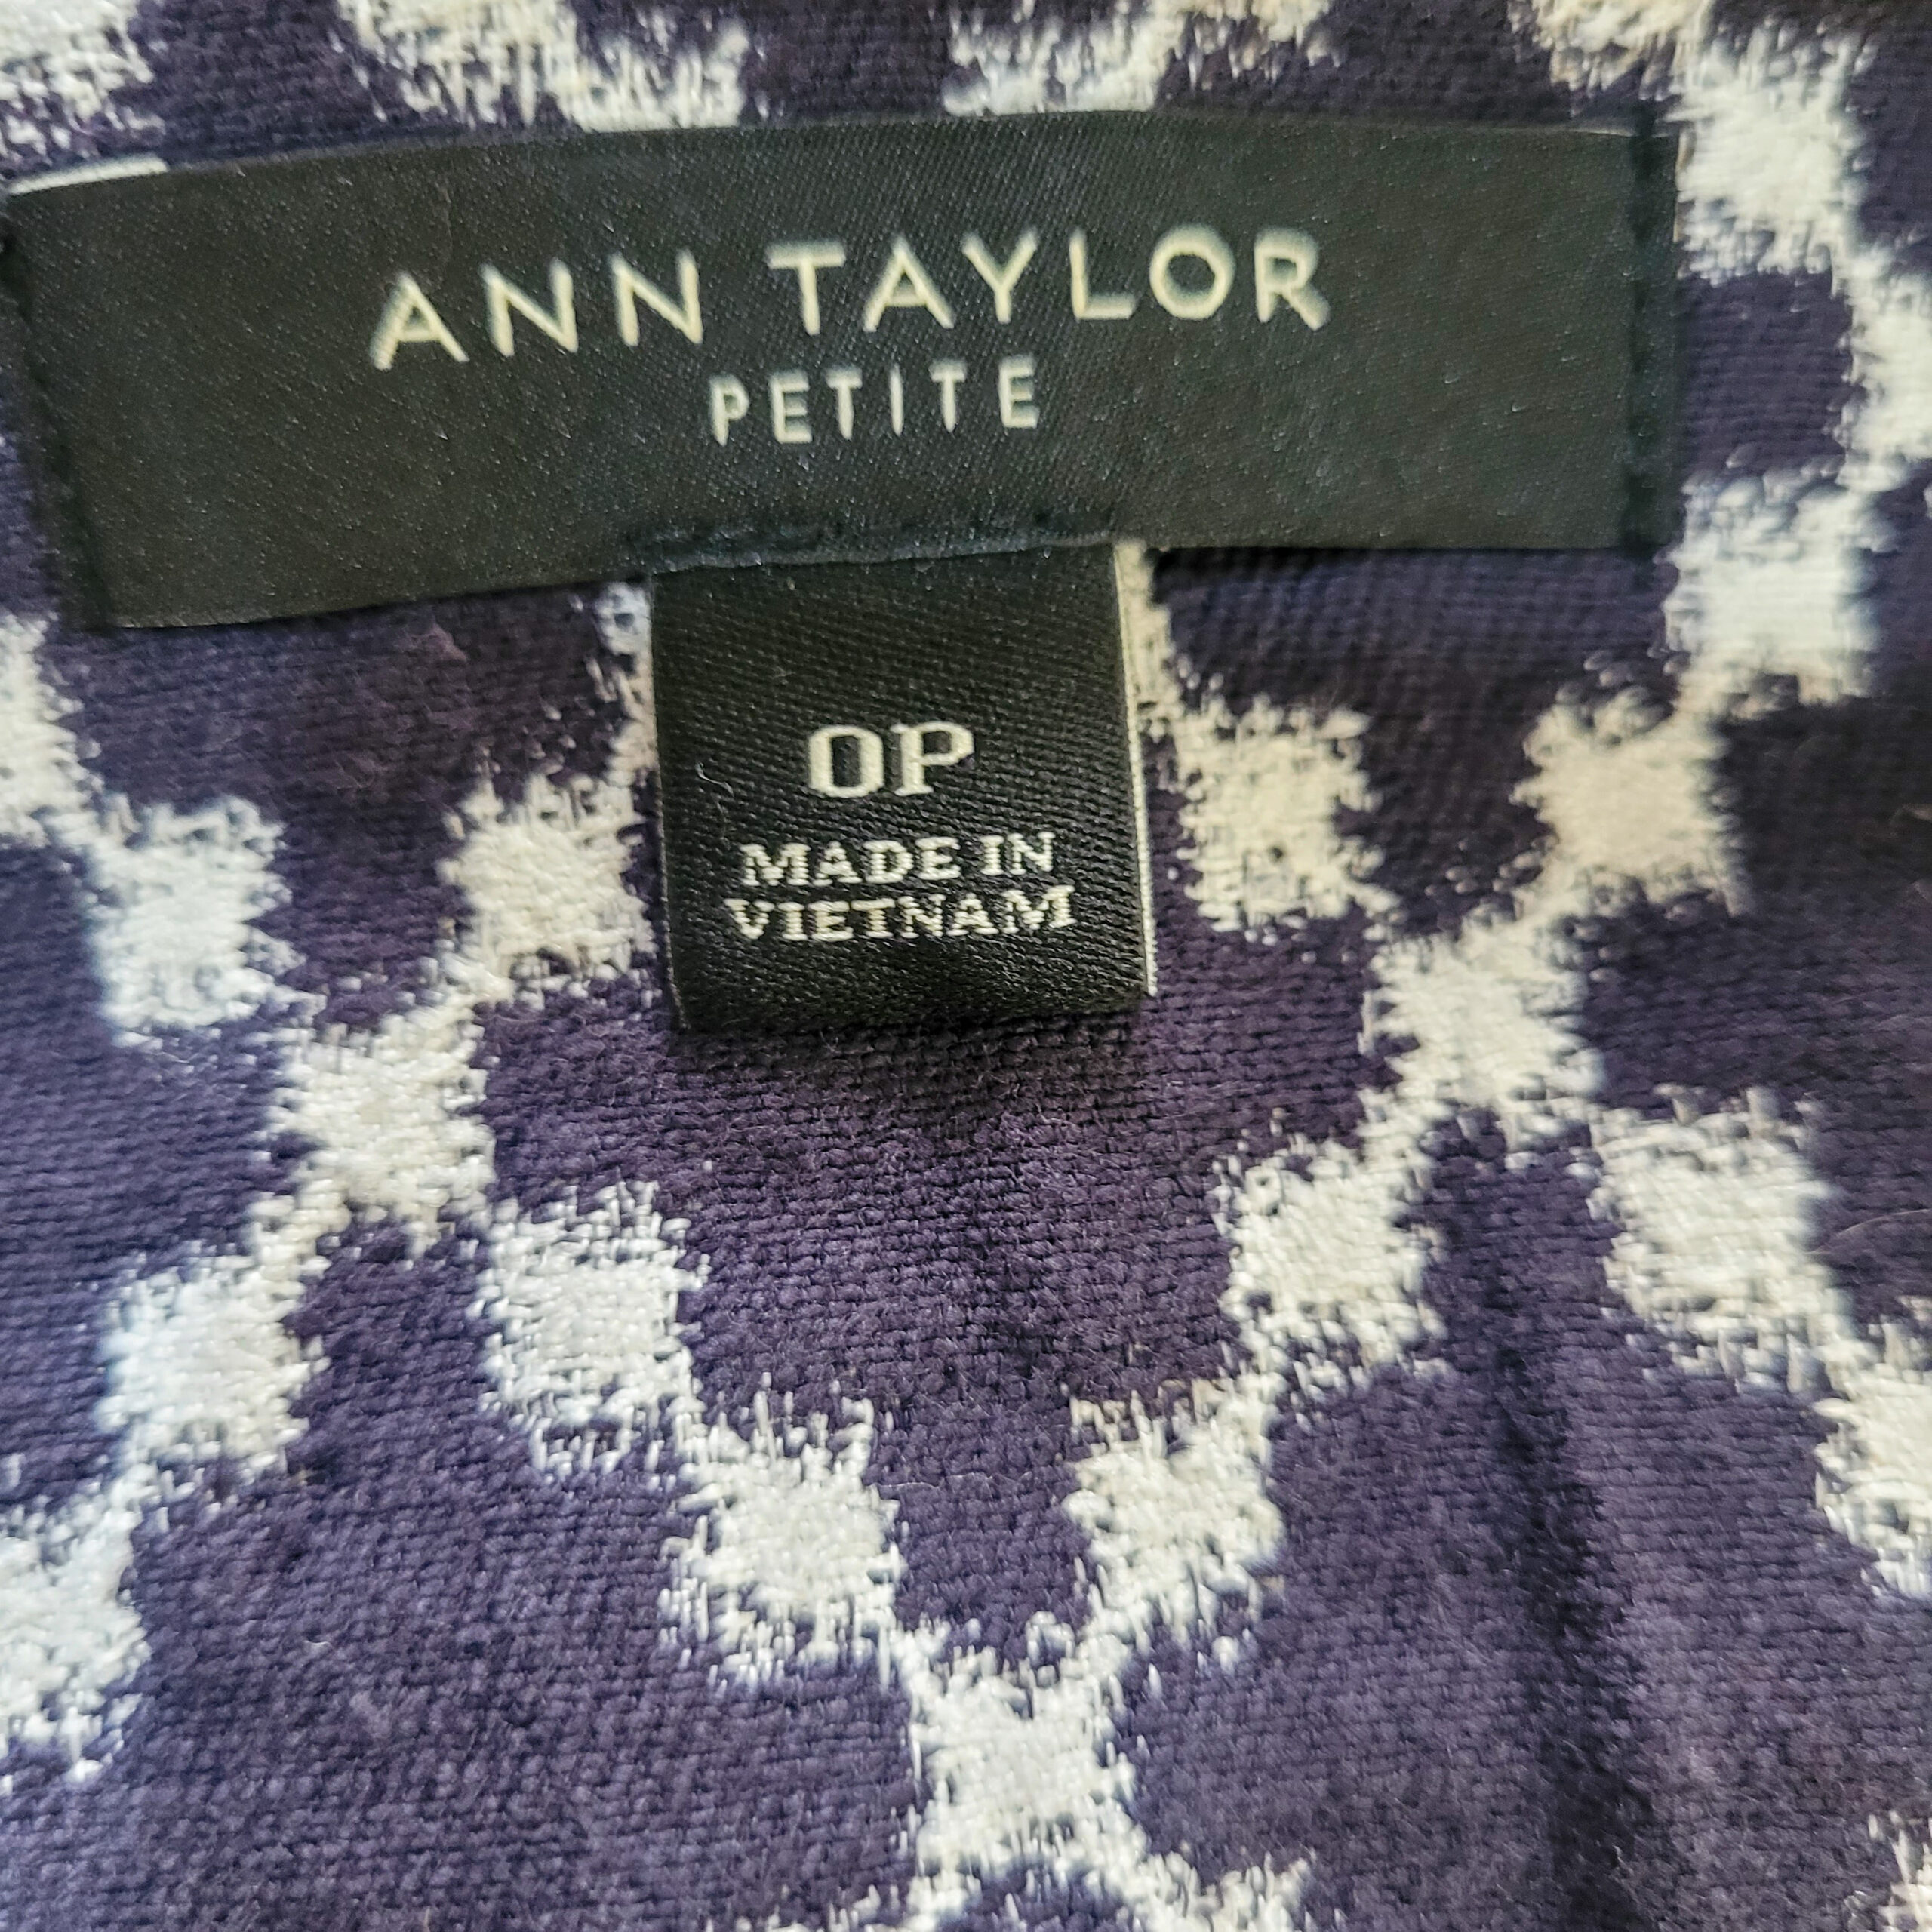 ANN TAYLOR
PETITE
0P
MADE IN
VIETNAM